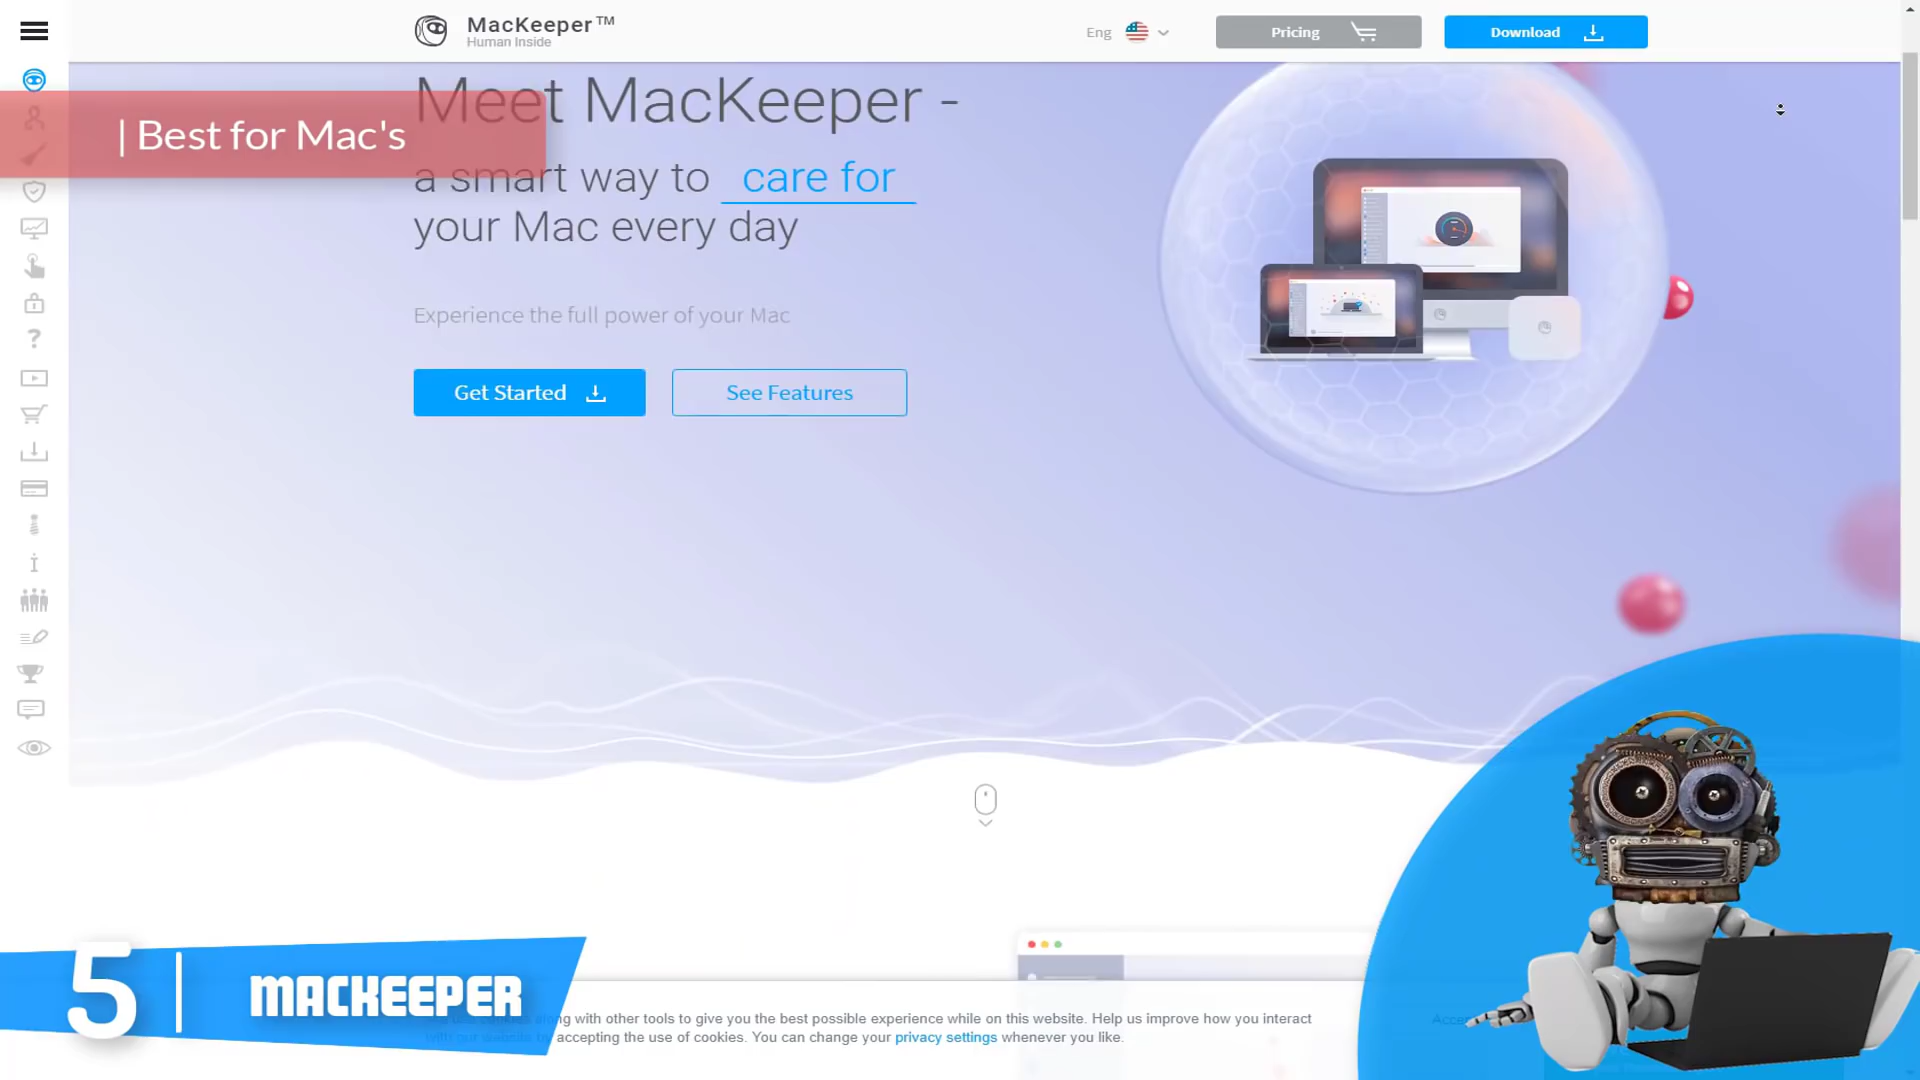 MacKeeper™
Human Inside
Eng
Pricing
Download
Meet MacKeeper -
| Best for Mac's
a smart way to care for
your Mac every day
Experience the full power of your Mac
Get Started
See Features
5 | MACKEEPER
with other tools to give you the best possible experience while on this website. Help us improve how you interact
accepting the use of cookies. You can change your privacy settings whenever you like.